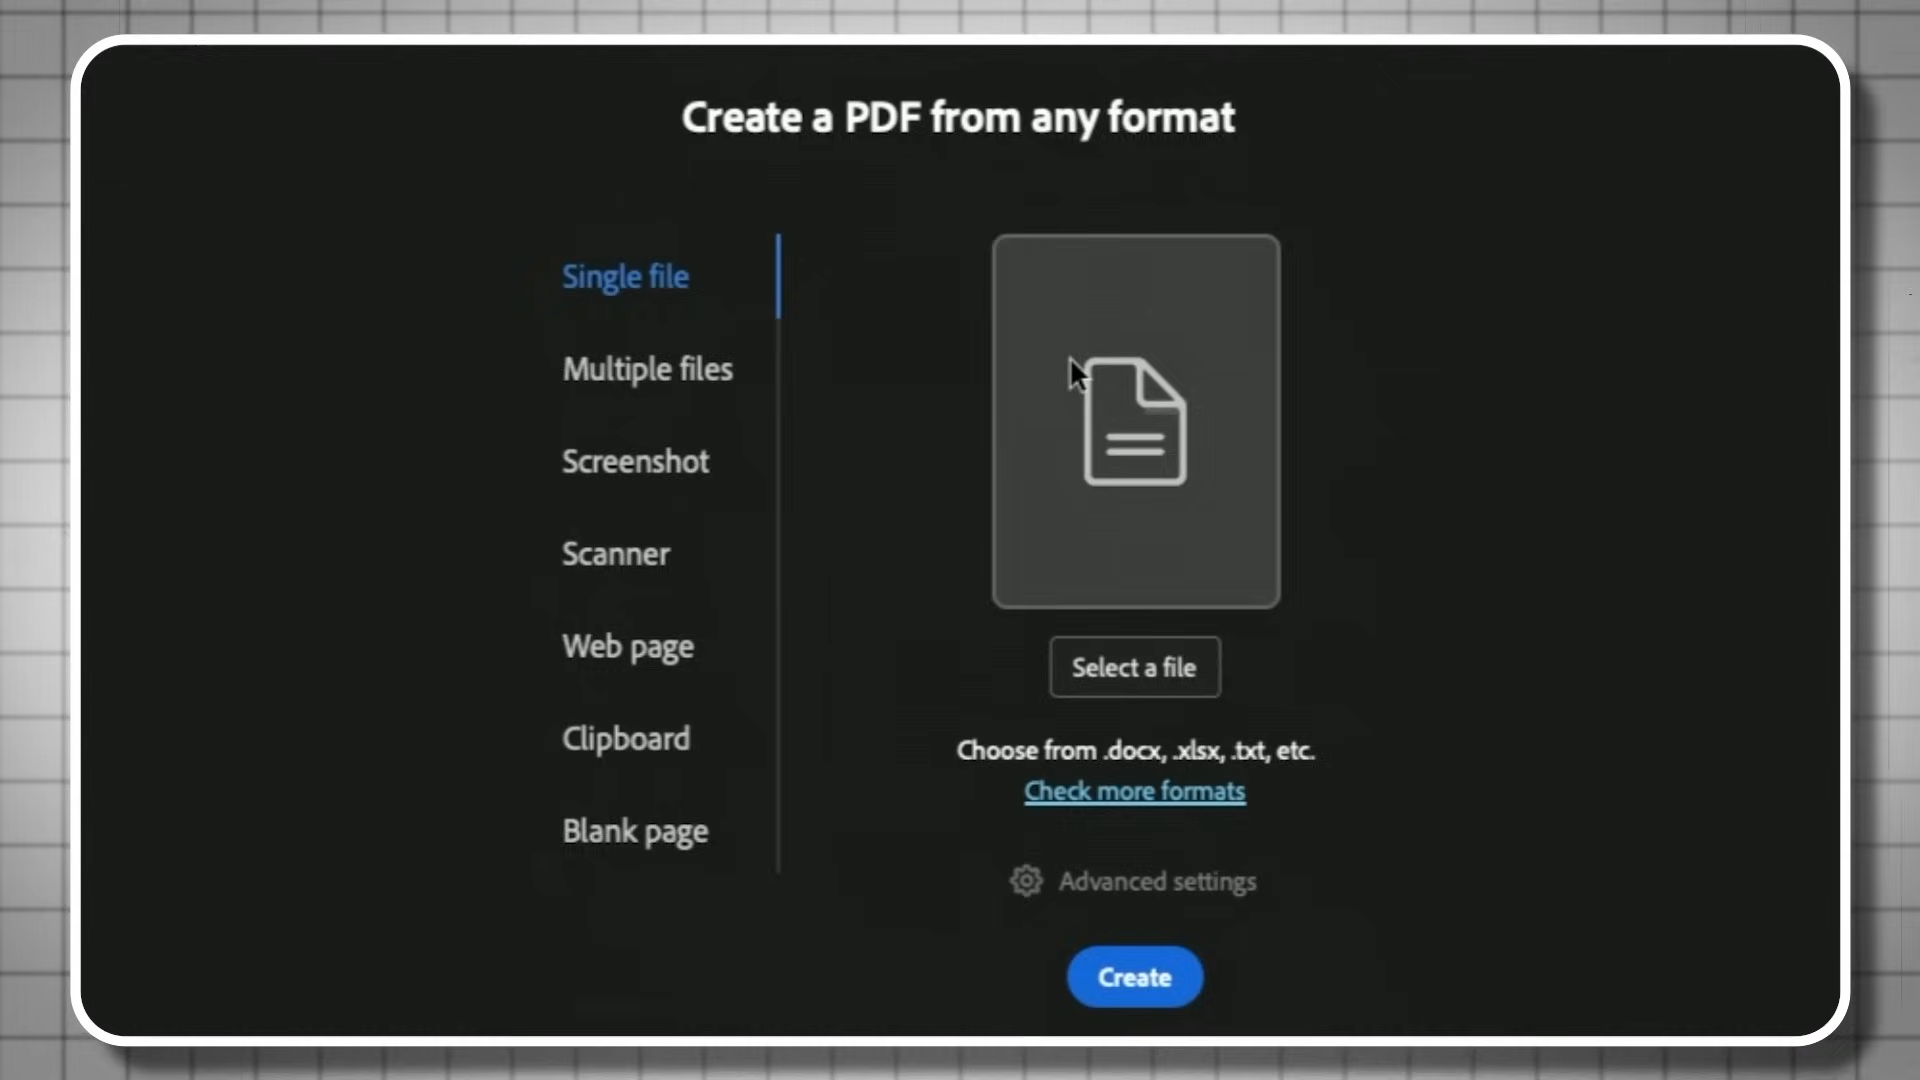 Create a PDF from any format
Single file
Multiple files
Screenshot
Scanner
Web page
Clipboard
Blank page
Select a file
Choose from .docx, .xlsx, .txt, etc.
Check more formats
Advanced settings
Create